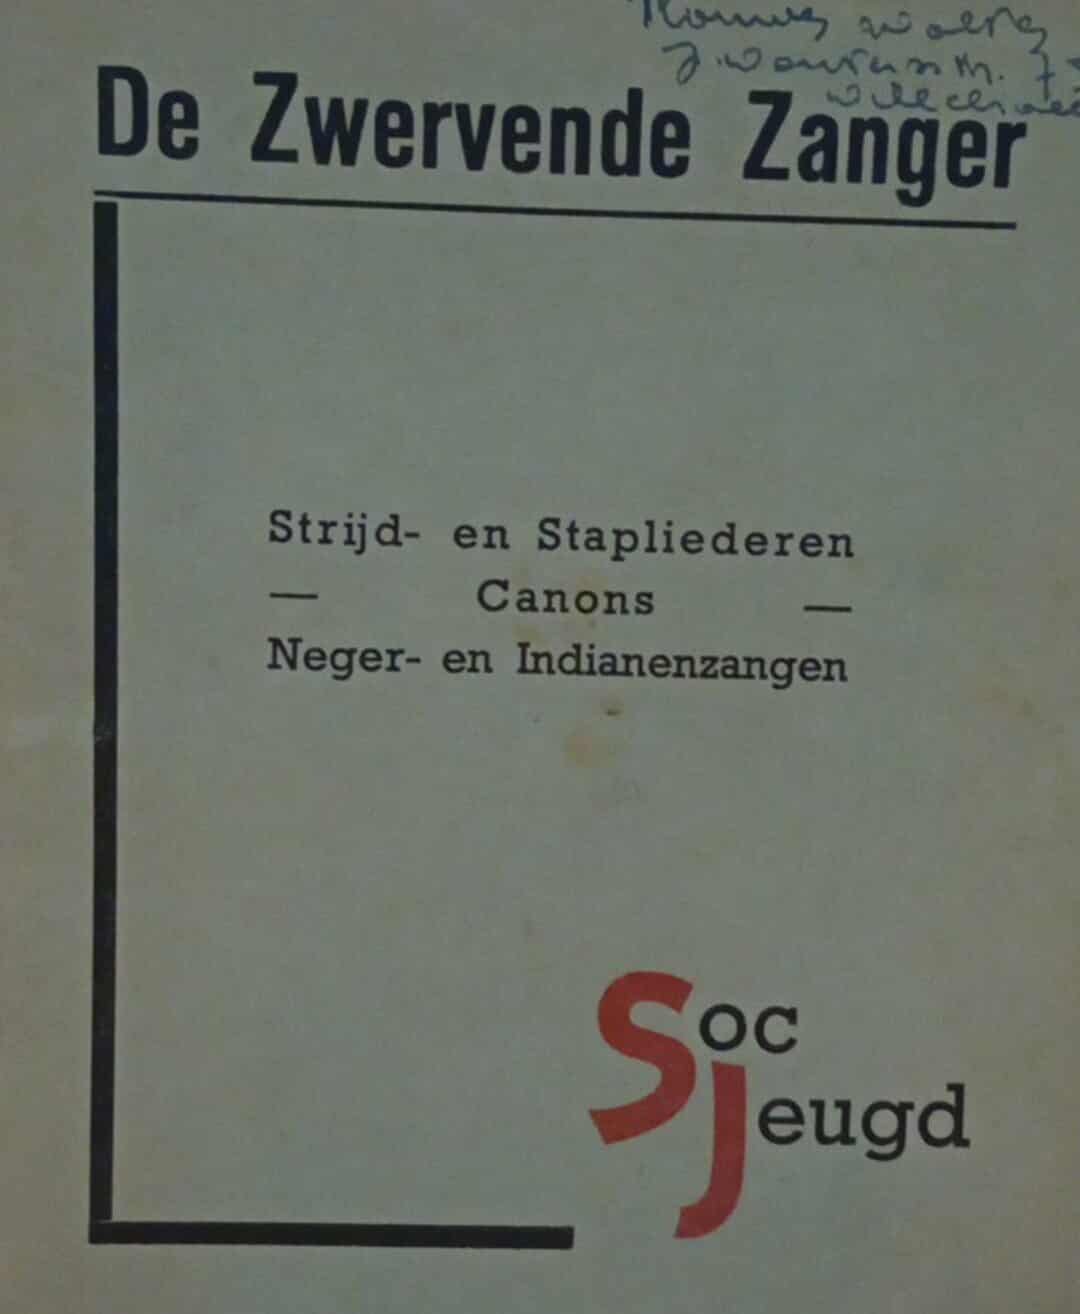 De Zwervende Zanger
Strijd- en Stapliederen
— Canons —
Neger- en Indianenzangen
Soc
Jeugd